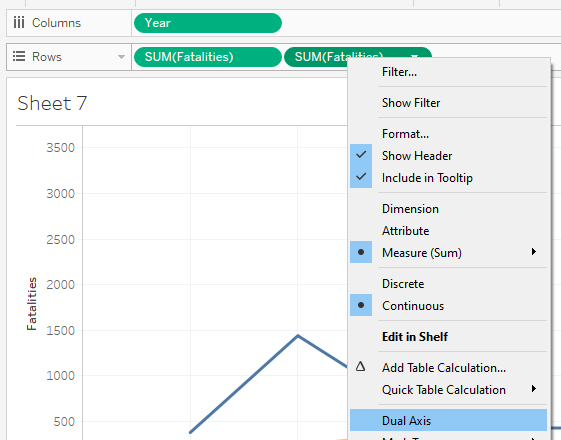 Columns
Year
Rows
SUM(Fatalities)
SUM(Fatalities)
Sheet 7
Filter...
Show Filter
Format...
Show Header
Include in Tooltip
Dimension
Attribute
Measure (Sum)
Discrete
Continuous
Edit in Shelf
Add Table Calculation...
Quick Table Calculation
Dual Axis
Fatalities
3500
3000
2500
2000
1500
1000
500